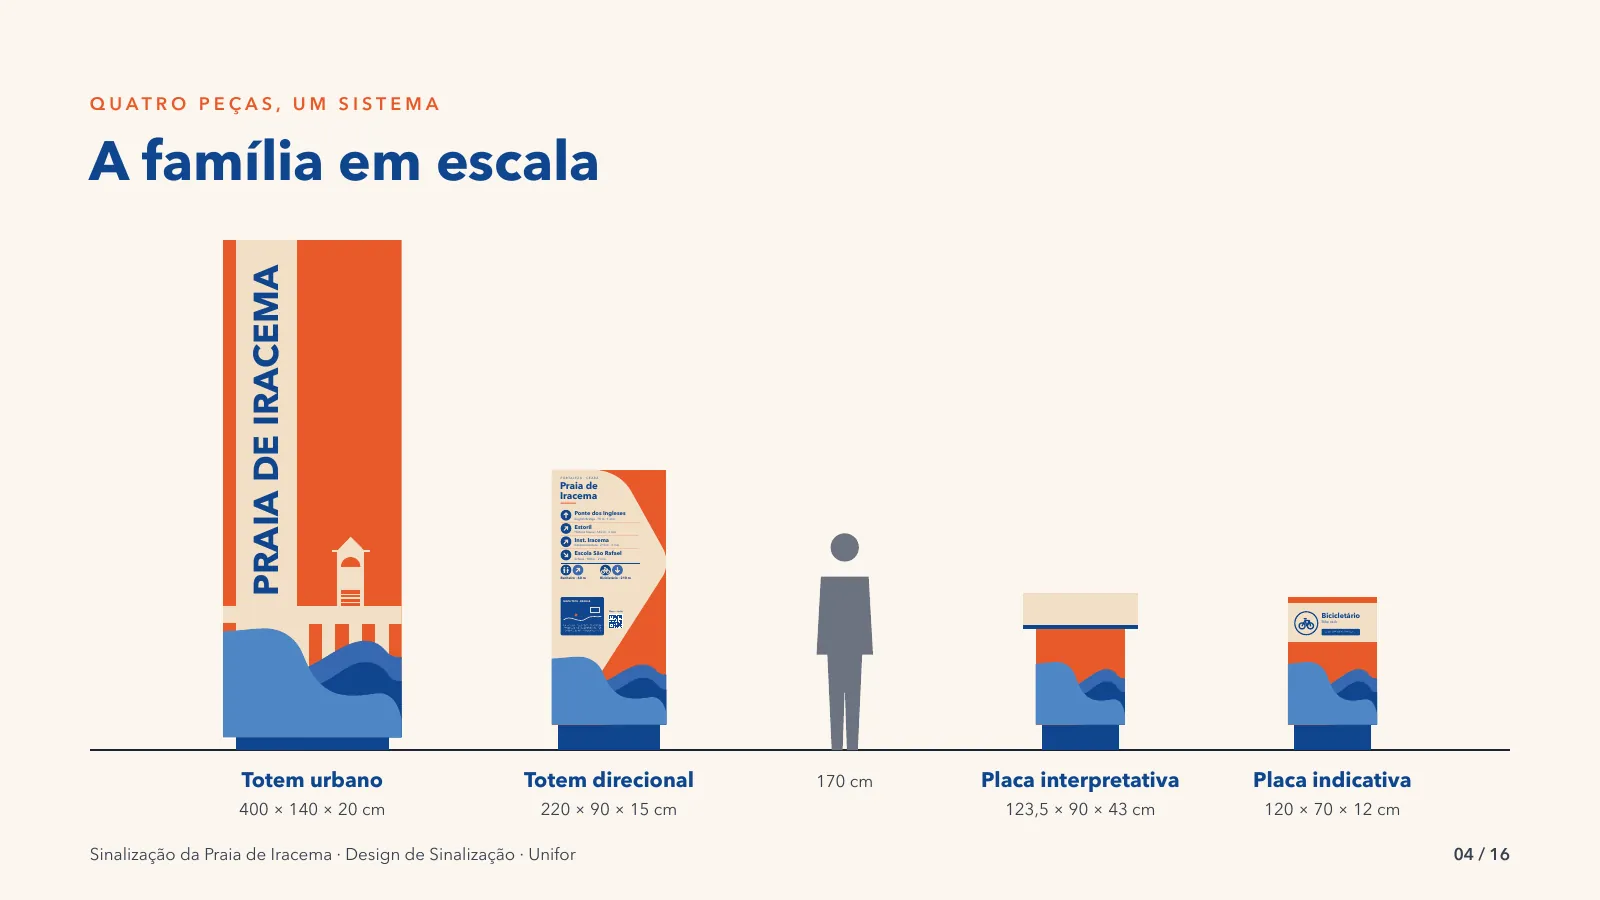 QUATRO PEÇAS, UM SISTEMA
A família em escala
PRAIA DE IRACEMA
Praia de
Iracema
Ponte dos Ingleses
Estoril
Inst. Iracema
Escola São Rafael
Bicicletário
Totem urbano
400 × 140 × 20 cm
Totem direcional
220 × 90 × 15 cm
170 cm
Placa interpretativa
123,5 × 90 × 43 cm
Placa indicativa
120 × 70 × 12 cm
Sinalização da Praia de Iracema · Design de Sinalização · Unifor
04 / 16